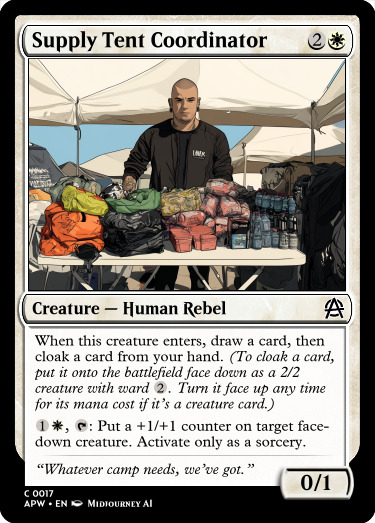 Supply Tent Coordinator 2
Creature — Human Rebel
When this creature enters, draw a card, then
cloak a card from your hand. (To cloak a card,
put it onto the battlefield face down as a 2/2
creature with ward 2. Turn it face up any time
for its mana cost if it's a creature card.)
1 , : Put a +1/+1 counter on target face-
down creature. Activate only as a sorcery.
“Whatever camp needs, we've got.”
0/1
C 0017
APW • EN Midjourney AI